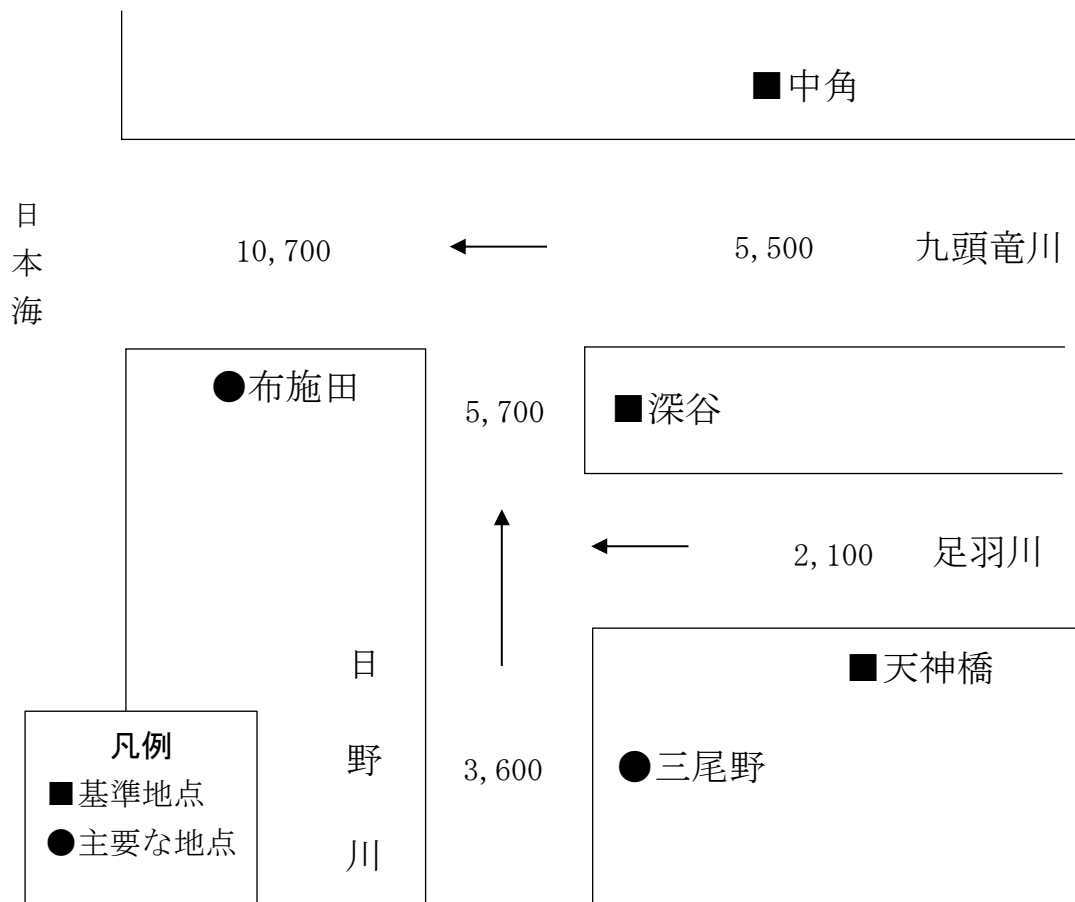 ■中角
日本海
10,700
5,500
九頭竜川
●布施田
5,700
■深谷
2,100
足羽川
■天神橋
日野川
3,600
●三尾野
凡例
■基準地点
●主要な地点